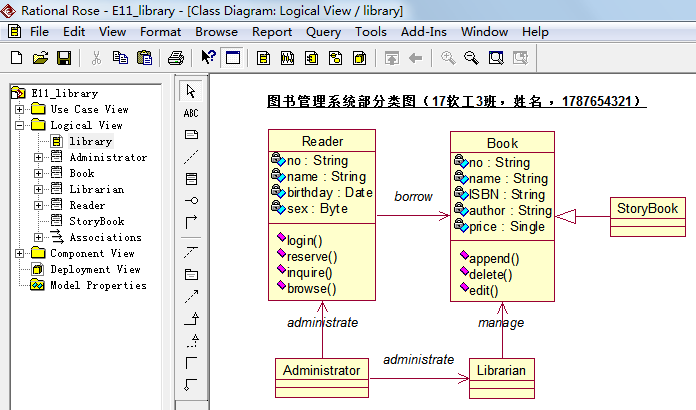 Rational Rose - E11_library - [Class Diagram: Logical View / library]
File Edit View Format Browse Report Query Tools Add-Ins Window
E11_library
Use Case View
Logical View
library
Administrator
Book
Librarian
Reader
StoryBook
Associations
Component View
Deployment View
Model Properties
ABC
图书管理系统部分类图（17软工3班，姓名，1787654321）
Reader
no : String
name : String
birthday : Date
sex : Byte
login()
reserve()
inquire()
browse()
borrow
Book
no : String
name : String
ISBN : String
author : String
price : Single
append()
delete()
edit()
StoryBook
administrate
manage
Administrator
administrate
Librarian